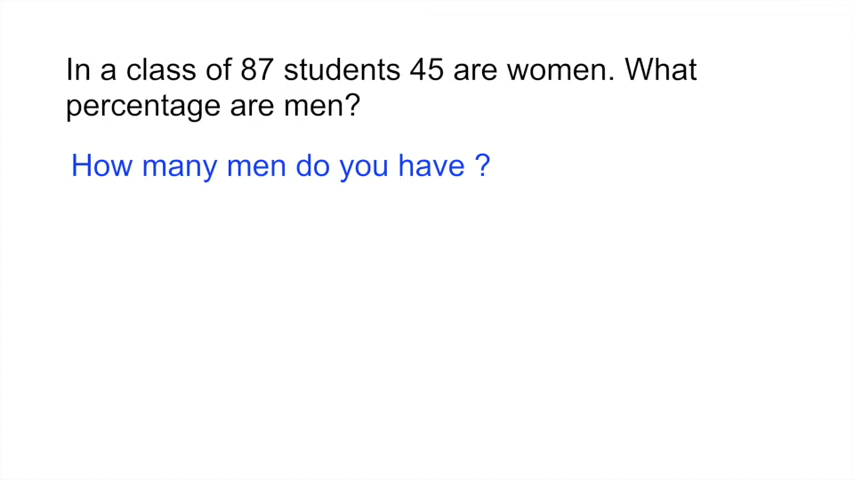 In a class of 87 students 45 are women. What
percentage are men?
How many men do you have ?